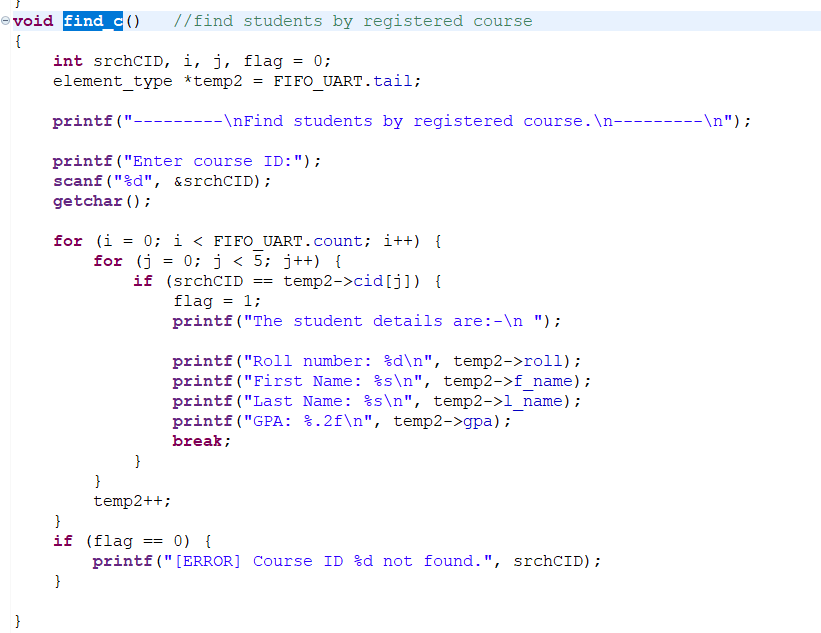 }
void find_c()   //find students by registered course
{
    int srchCID, i, j, flag = 0;
    element_type *temp2 = FIFO_UART.tail;

    printf("---------\nFind students by registered course.\n---------\n");

    printf("Enter course ID:");
    scanf("%d", &srchCID);
    getchar();

    for (i = 0; i < FIFO_UART.count; i++) {
        for (j = 0; j < 5; j++) {
            if (srchCID == temp2->cid[j]) {
                flag = 1;
                printf("The student details are:-\n ");

                printf("Roll number: %d\n", temp2->roll);
                printf("First Name: %s\n", temp2->f_name);
                printf("Last Name: %s\n", temp2->l_name);
                printf("GPA: %.2f\n", temp2->gpa);
                break;
            }
        }
        temp2++;
    }
    if (flag == 0) {
        printf("[ERROR] Course ID %d not found.", srchCID);
    }

}